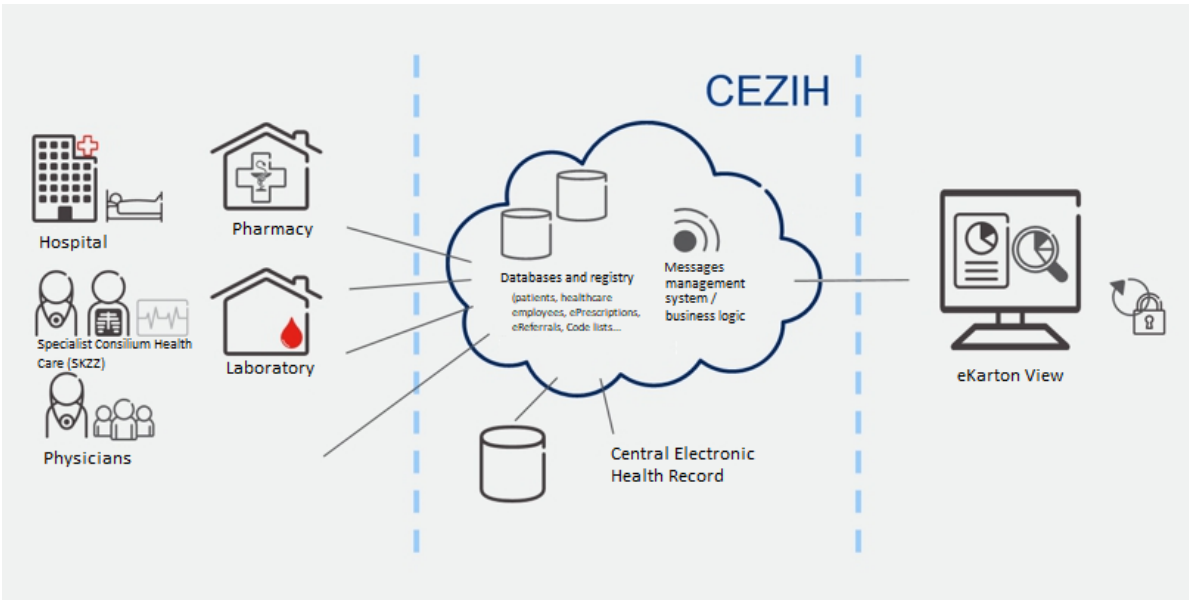 CEZIH
Hospital
Pharmacy
Specialist Consilium Health
Care (SKZZ)
Laboratory
Physicians
Databases and registry
(patients, healthcare
employees, ePrescriptions,
eReferrals, Code lists...
Messages
management
system /
business logic
Central Electronic
Health Record
eKarton View